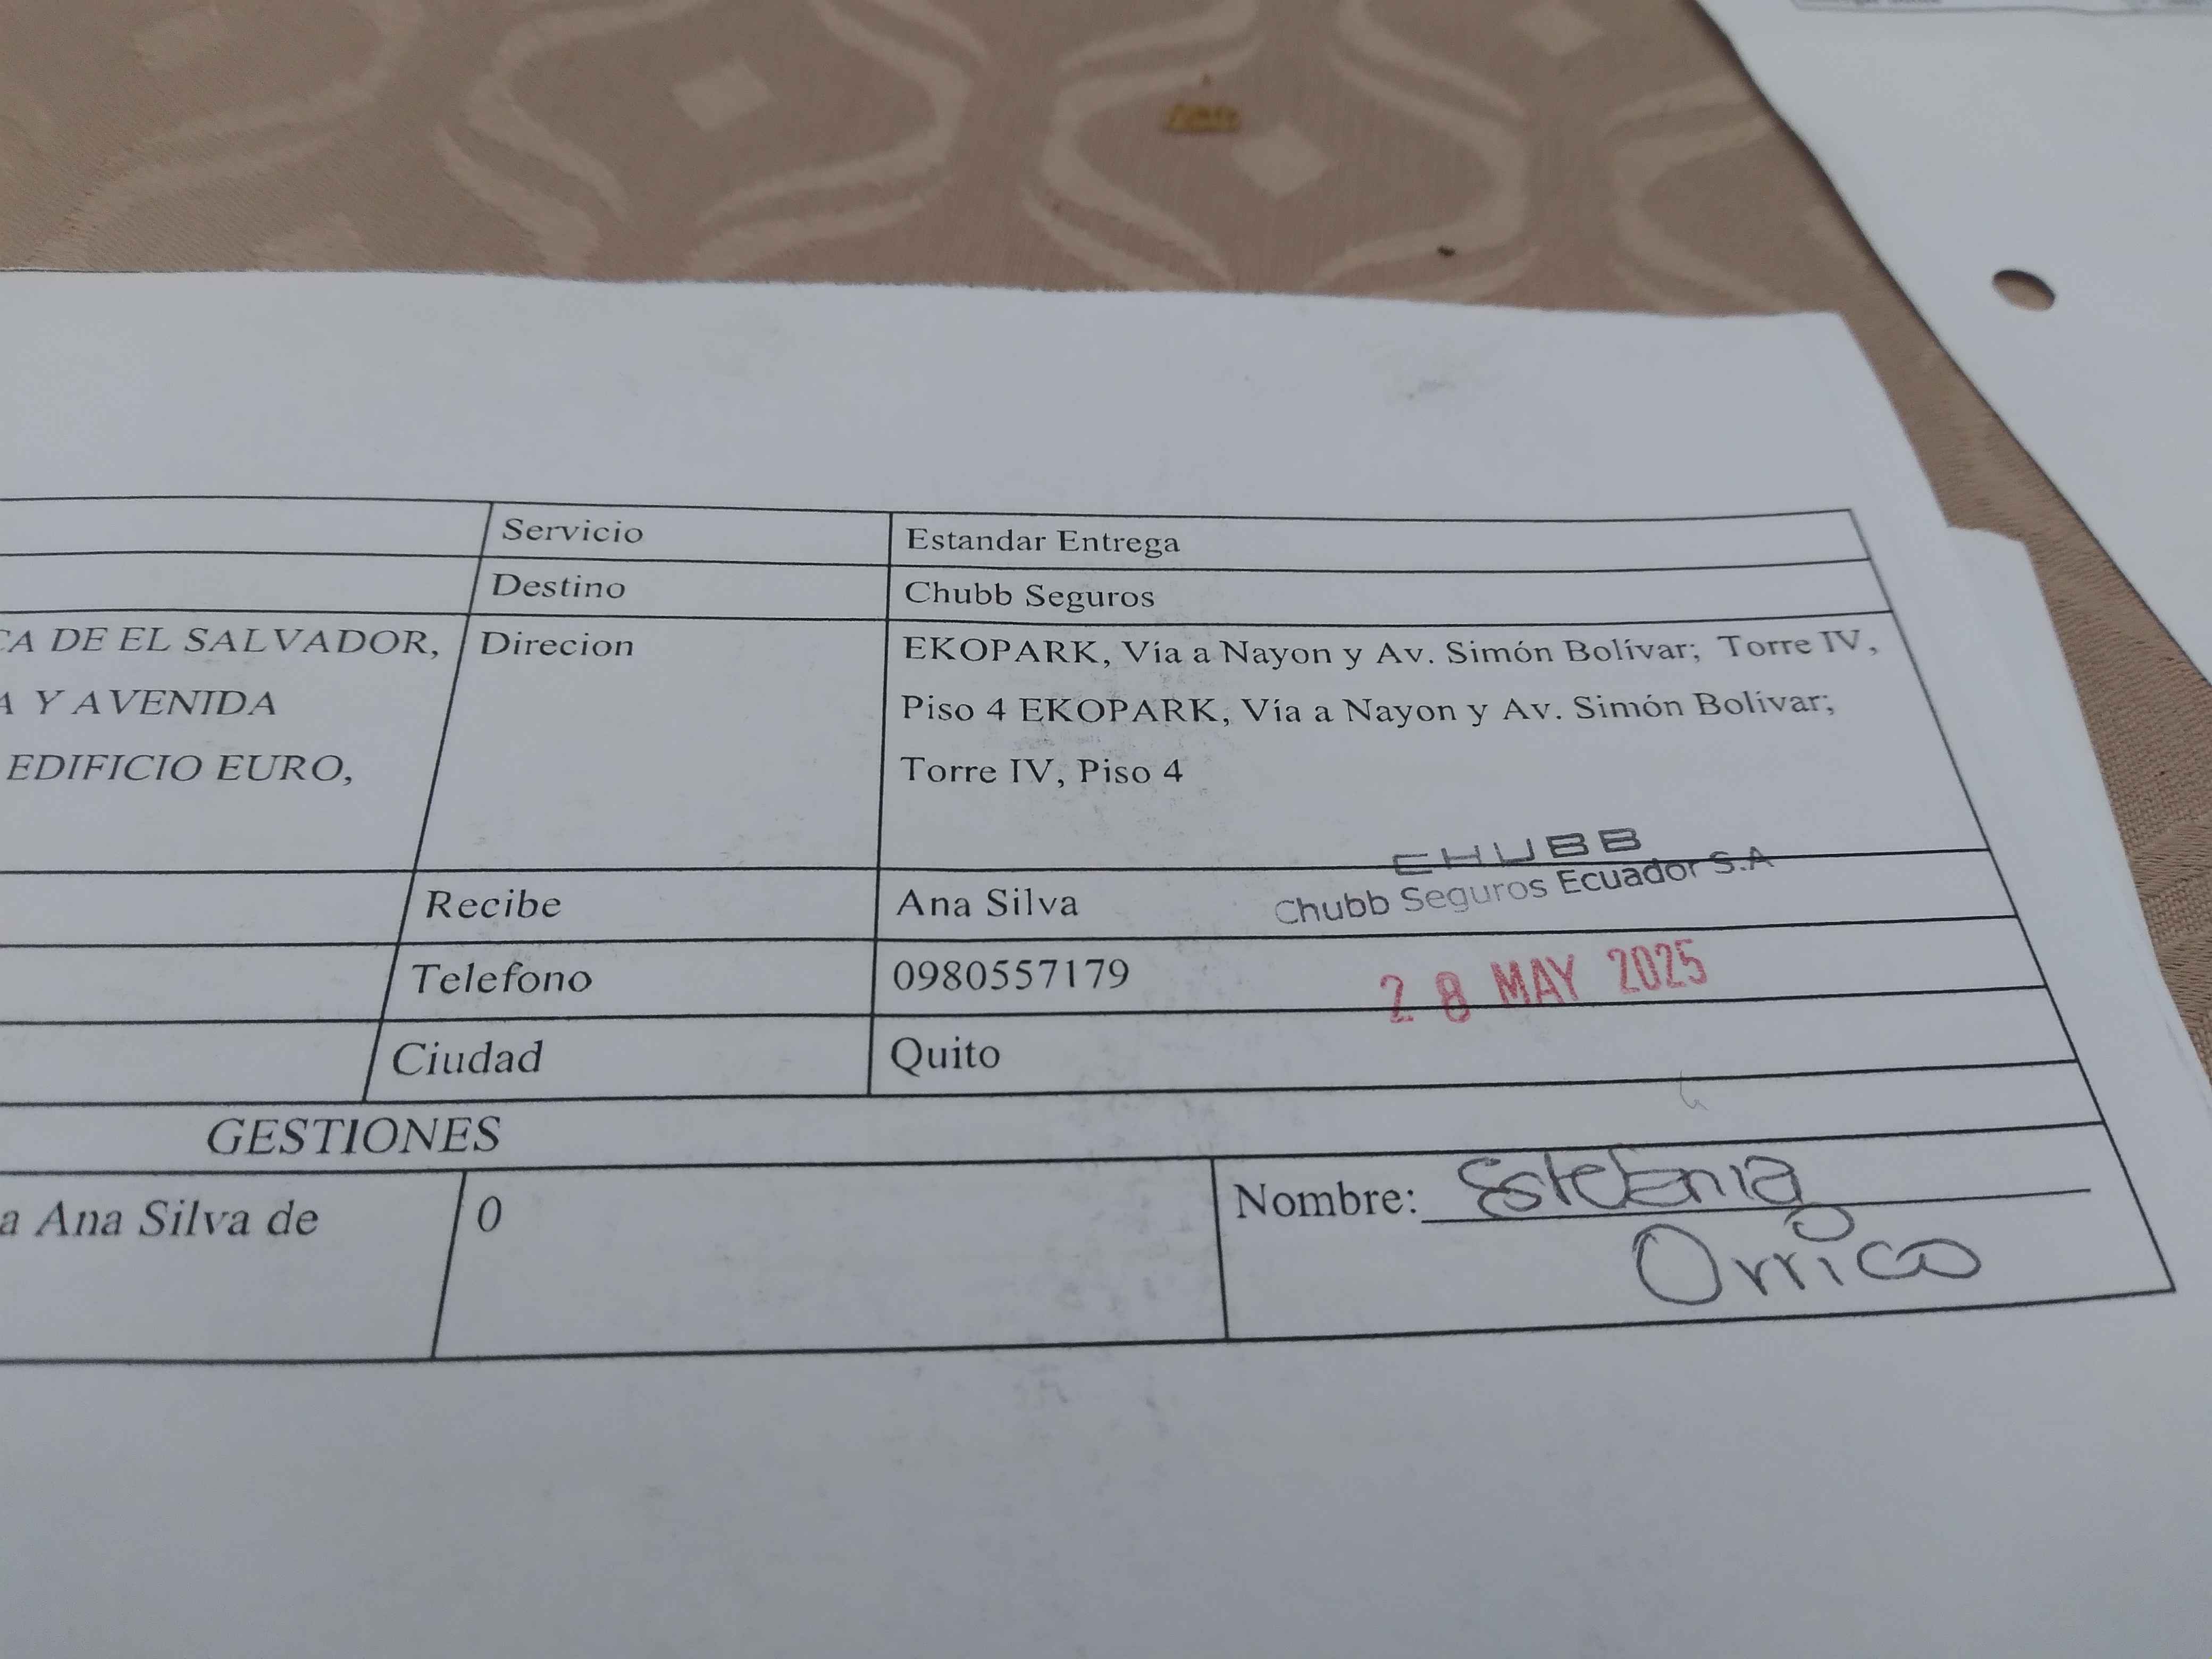 Servicio Estandar Entrega
Destino Chubb Seguros
CA DE EL SALVADOR, Direcion EKOPARK, Vía a Nayon y Av. Simón Bolívar; Torre IV,
A Y AVENIDA Piso 4 EKOPARK, Vía a Nayon y Av. Simón Bolívar;
EDIFICIO EURO, Torre IV, Piso 4
CHUBB
Chubb Seguros Ecuador S.A
Recibe Ana Silva
Telefono 0980557179
28 MAY 2025
Ciudad Quito
GESTIONES
a Ana Silva de 0 Nombre: Estefania
Orrico